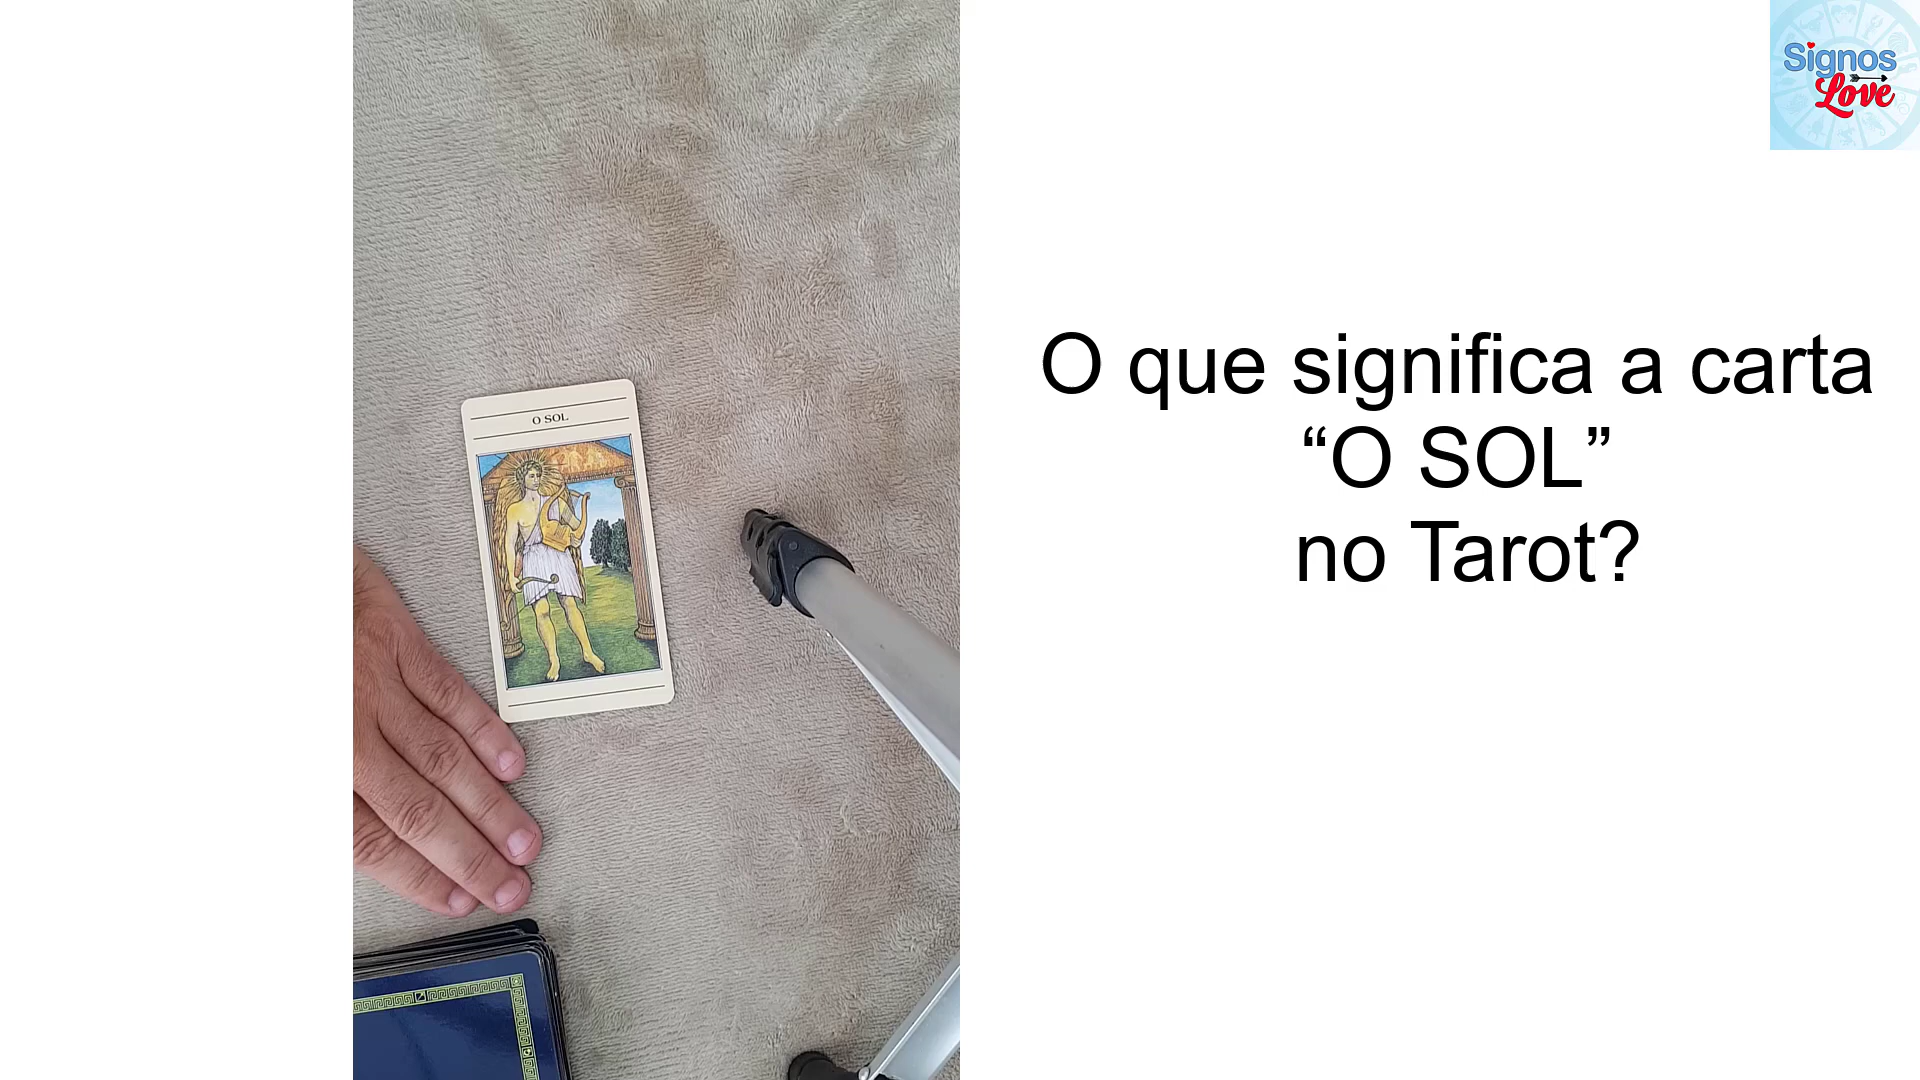 Signos
Love
O SOL
O que significa a carta
“O SOL”
no Tarot?